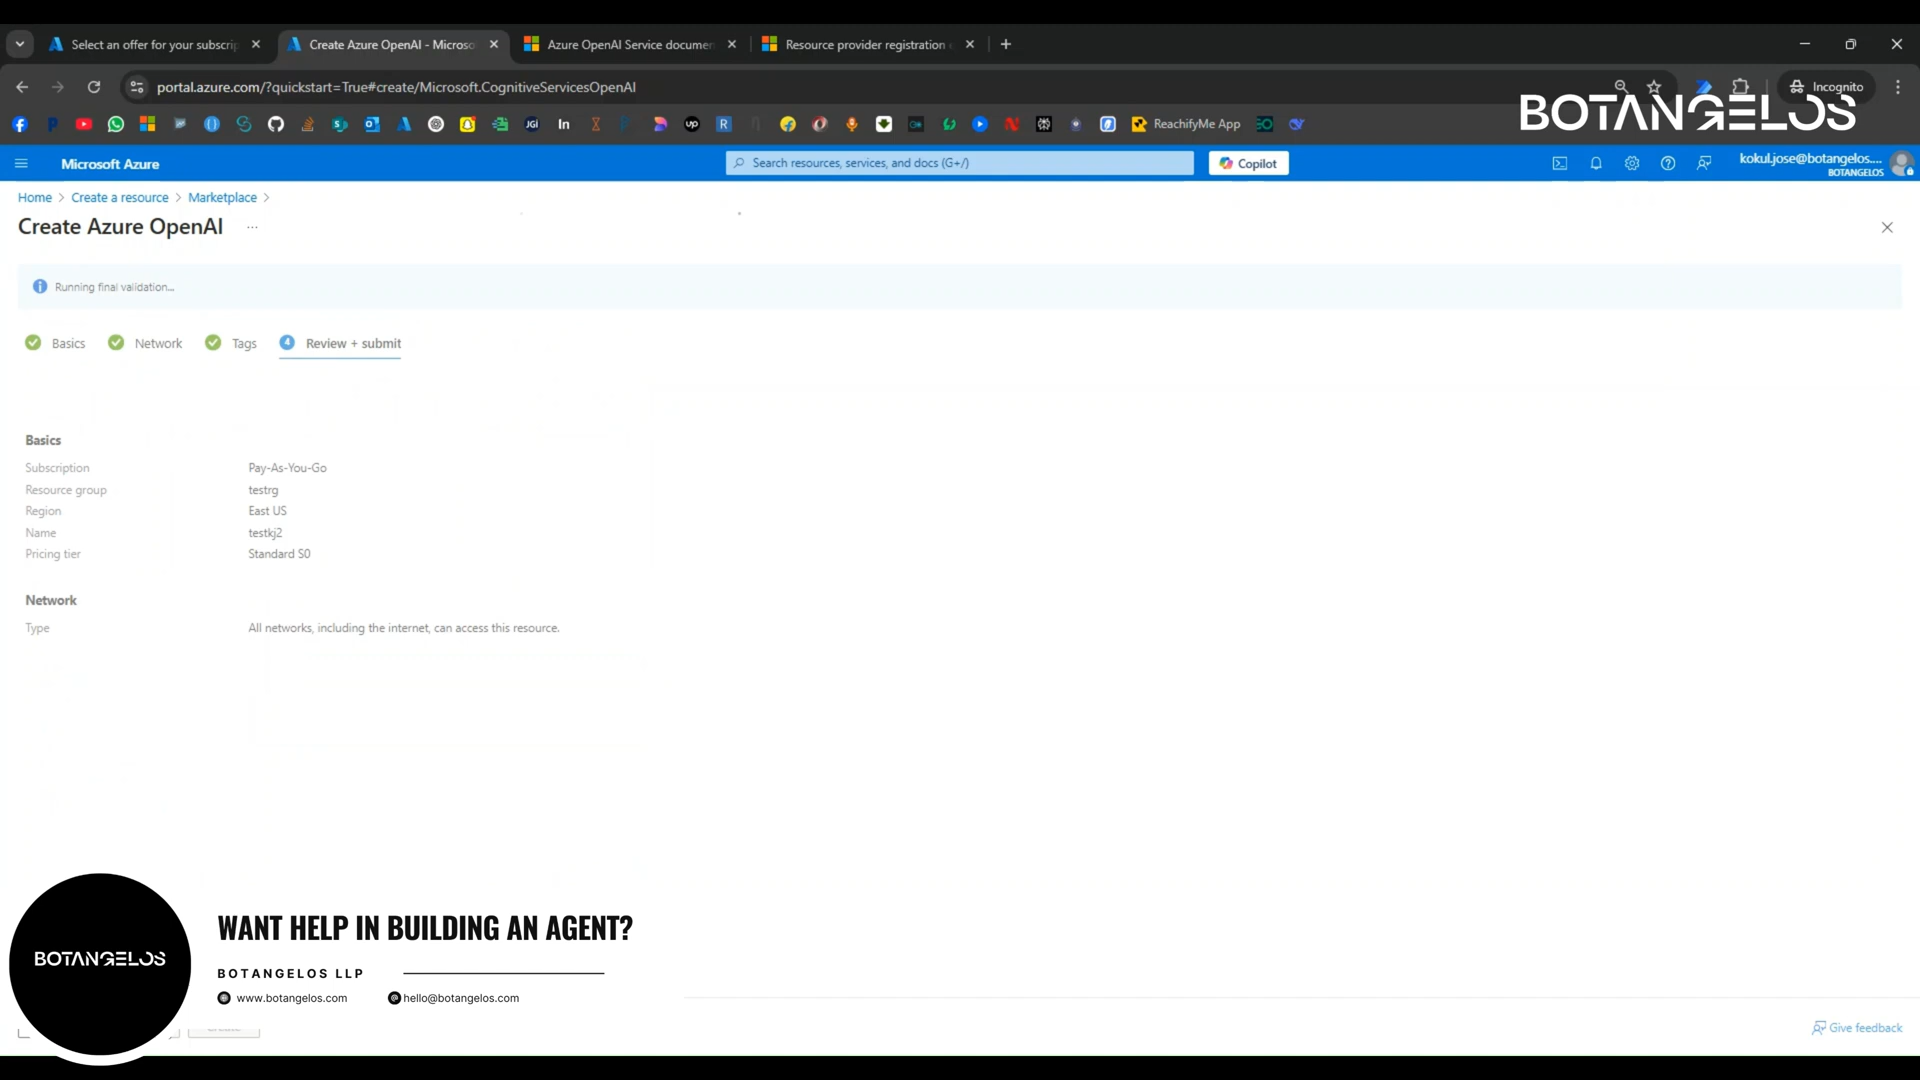 Select an offer for your subscrip
Create Azure OpenAI - Microso
Azure OpenAI Service documen
Resource provider registration
portal.azure.com/?quickstart=True#create/Microsoft.CognitiveServicesOpenAI
Incognito
BOTANGELOS
ReachifyMe App
Microsoft Azure
Search resources, services, and docs (G+/)
Copilot
kokul.jose@botangelos....
BOTANGELOS
Home > Create a resource > Marketplace >
Create Azure OpenAI ...
Running final validation...
Basics
Network
Tags
4 Review + submit
Basics
Subscription Pay-As-You-Go
Resource group testrg
Region East US
Name testkj2
Pricing tier Standard S0
Network
Type All networks, including the internet, can access this resource.
BOTANGELOS
WANT HELP IN BUILDING AN AGENT?
BOTANGELOS LLP
www.botangelos.com
hello@botangelos.com
Give feedback